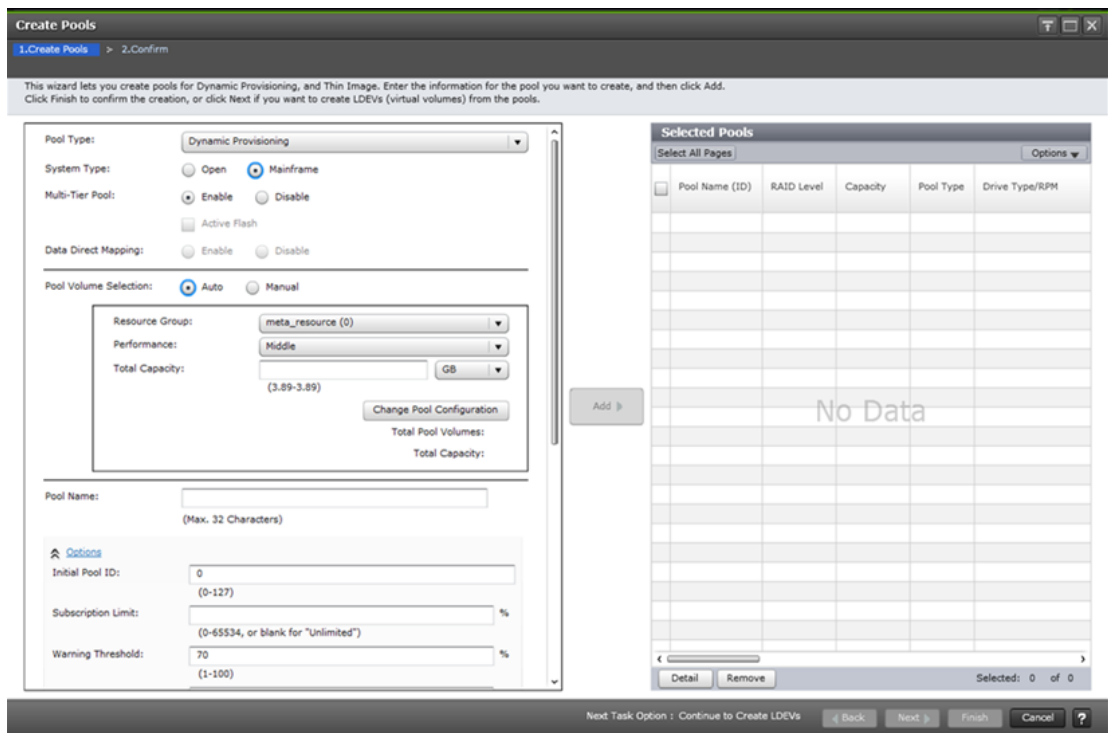 Create Pools
1.Create Pools > 2.Confirm
This wizard lets you create pools for Dynamic Provisioning, and Thin Image. Enter the information for the pool you want to create, and then click Add.
Click Finish to confirm the creation, or click Next if you want to create LDEVs (virtual volumes) from the pools.
Pool Type: Dynamic Provisioning
System Type: Open Mainframe
Multi-Tier Pool: Enable Disable
Active Flash
Data Direct Mapping: Enable Disable
Pool Volume Selection: Auto Manual
Resource Group: meta_resource (0)
Performance: Middle
Total Capacity: GB
(3.89-3.89)
Change Pool Configuration
Total Pool Volumes:
Total Capacity:
Pool Name:
(Max. 32 Characters)
Options
Initial Pool ID: 0
(0-127)
Subscription Limit: %
(0-65534, or blank for "Unlimited")
Warning Threshold: 70 %
(1-100)
Add
Selected Pools
Select All Pages Options
Pool Name (ID) RAID Level Capacity Pool Type Drive Type/RPM
No Data
Detail Remove Selected: 0 of 0
Next Task Option : Continue to Create LDEVs Back Next Finish Cancel ?